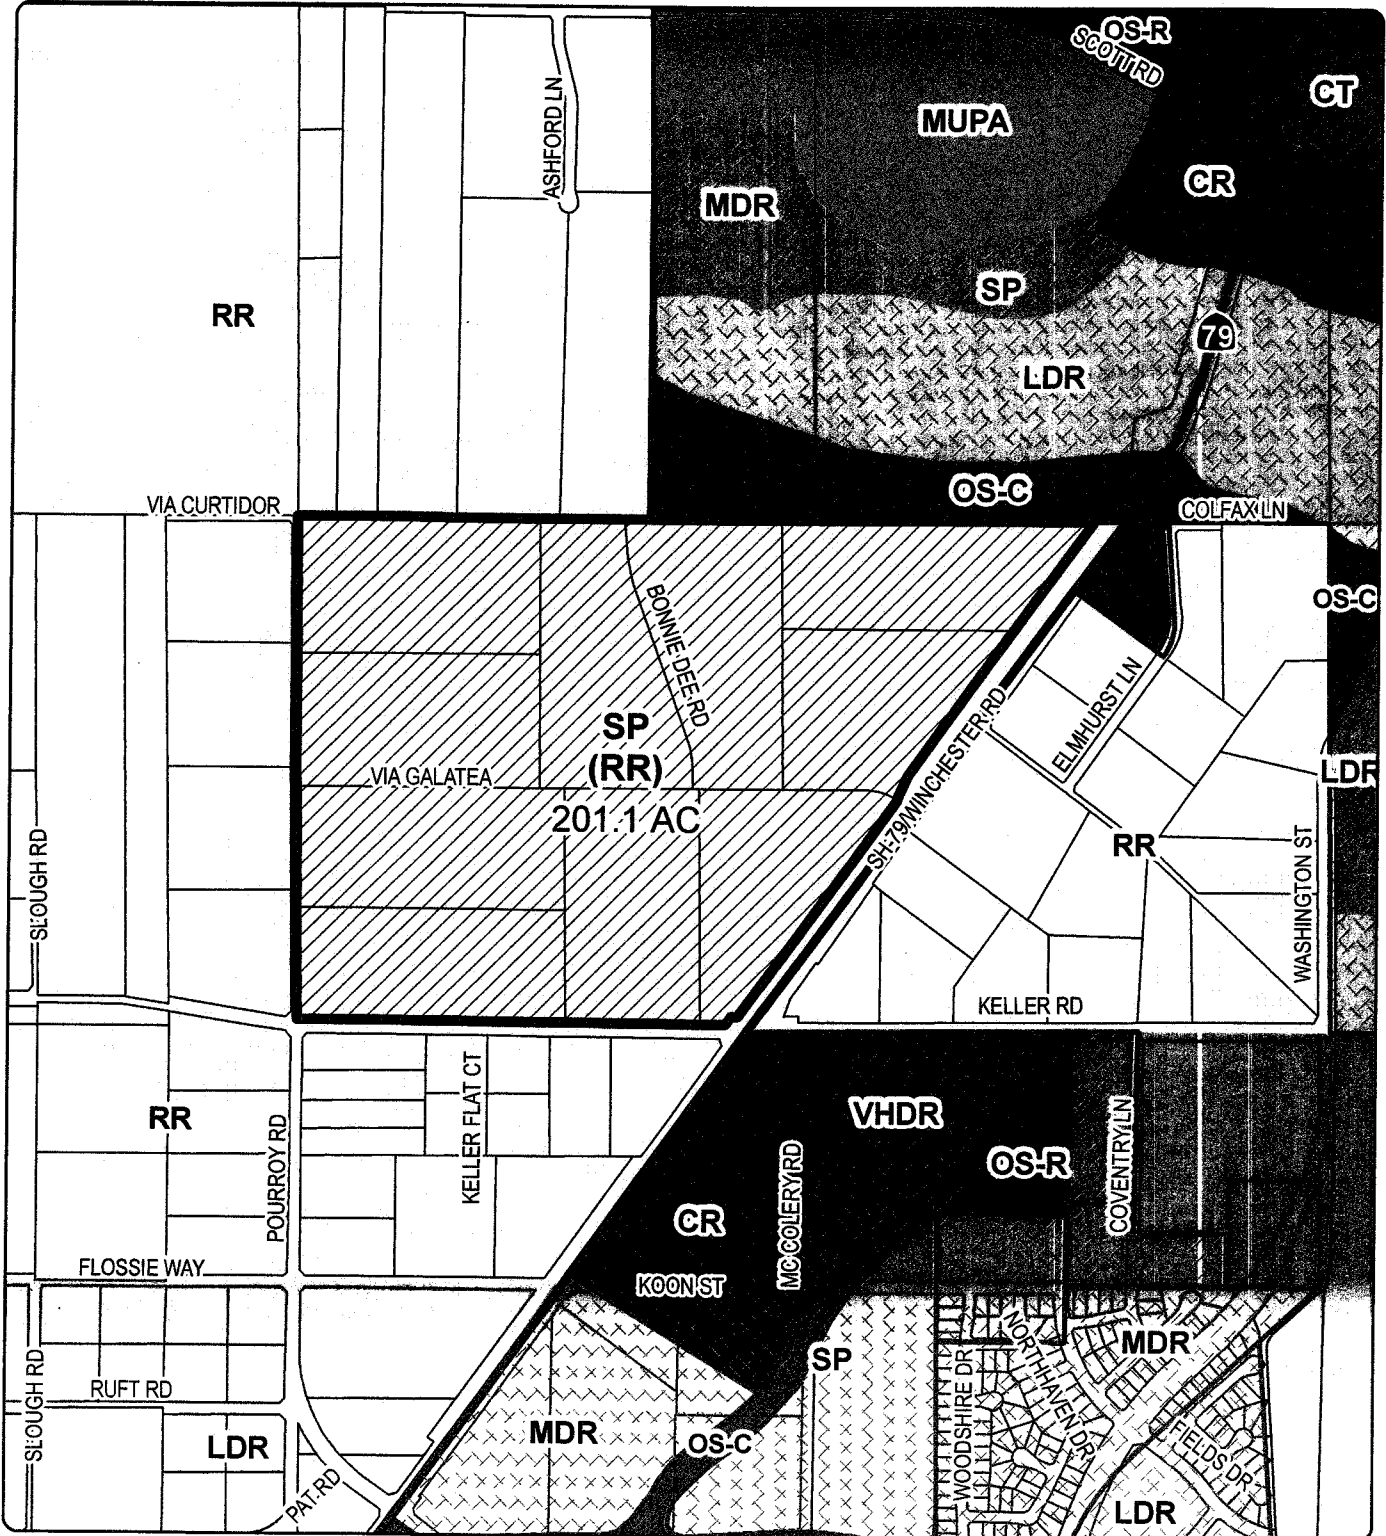 OS-R
SCOTT RD
CT
ASHFORD LN
MUPA
CR
MDR
SP
RR
79
LDR
VIA CURTIDOR
OS-C
COLFAX LN
OS-C
BONNIE DEE RD
ELMHURST LN
SP
(RR)
201.1 AC
VIA GALATEA
SH-79/WINCHESTER RD
LDR
RR
SLOUGH RD
WASHINGTON ST
KELLER RD
RR
POURROY RD
KELLER FLAT CT
VHDR
OS-R
COVENTRY LN
CR
MC COLERY RD
FLOSSIE WAY
KOON ST
SP
MDR
NORTHHAVEN DR
WOODSHIRE DR
RUFT RD
SLOUGH RD
LDR
MDR
OS-C
FIELDS DR
PAT RD
LDR